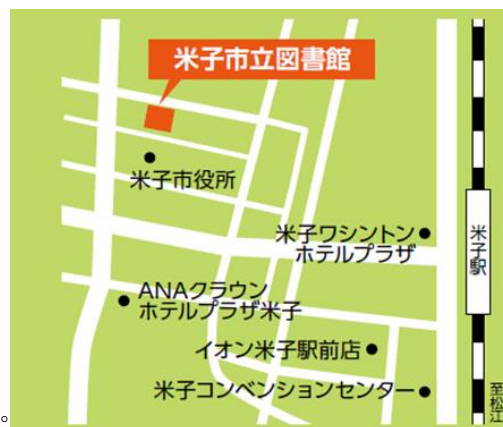 米子市立図書館
米子市役所
米子ワシントン
ホテルプラザ
米子駅
ANAクラウン
ホテルプラザ米子
イオン米子駅前店
米子コンベンションセンター
至松江
。